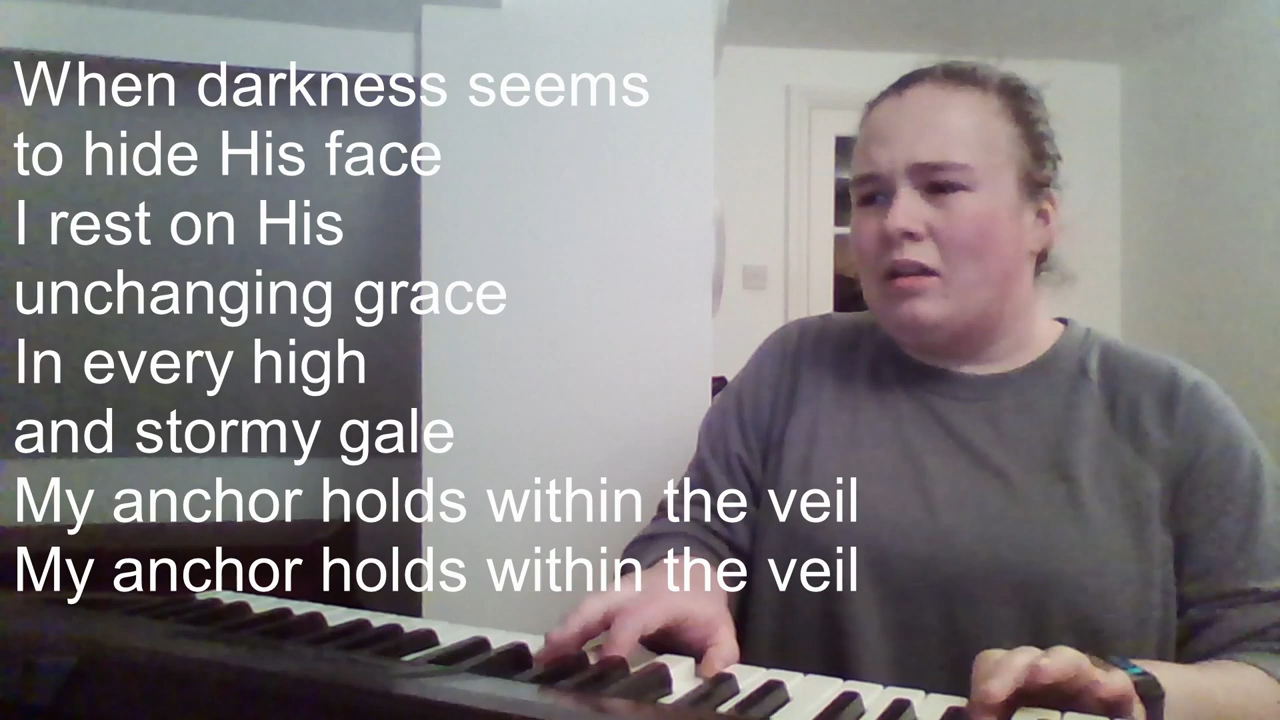 When darkness seems
to hide His face
I rest on His
unchanging grace
In every high
and stormy gale
My anchor holds within the veil
My anchor holds within the veil